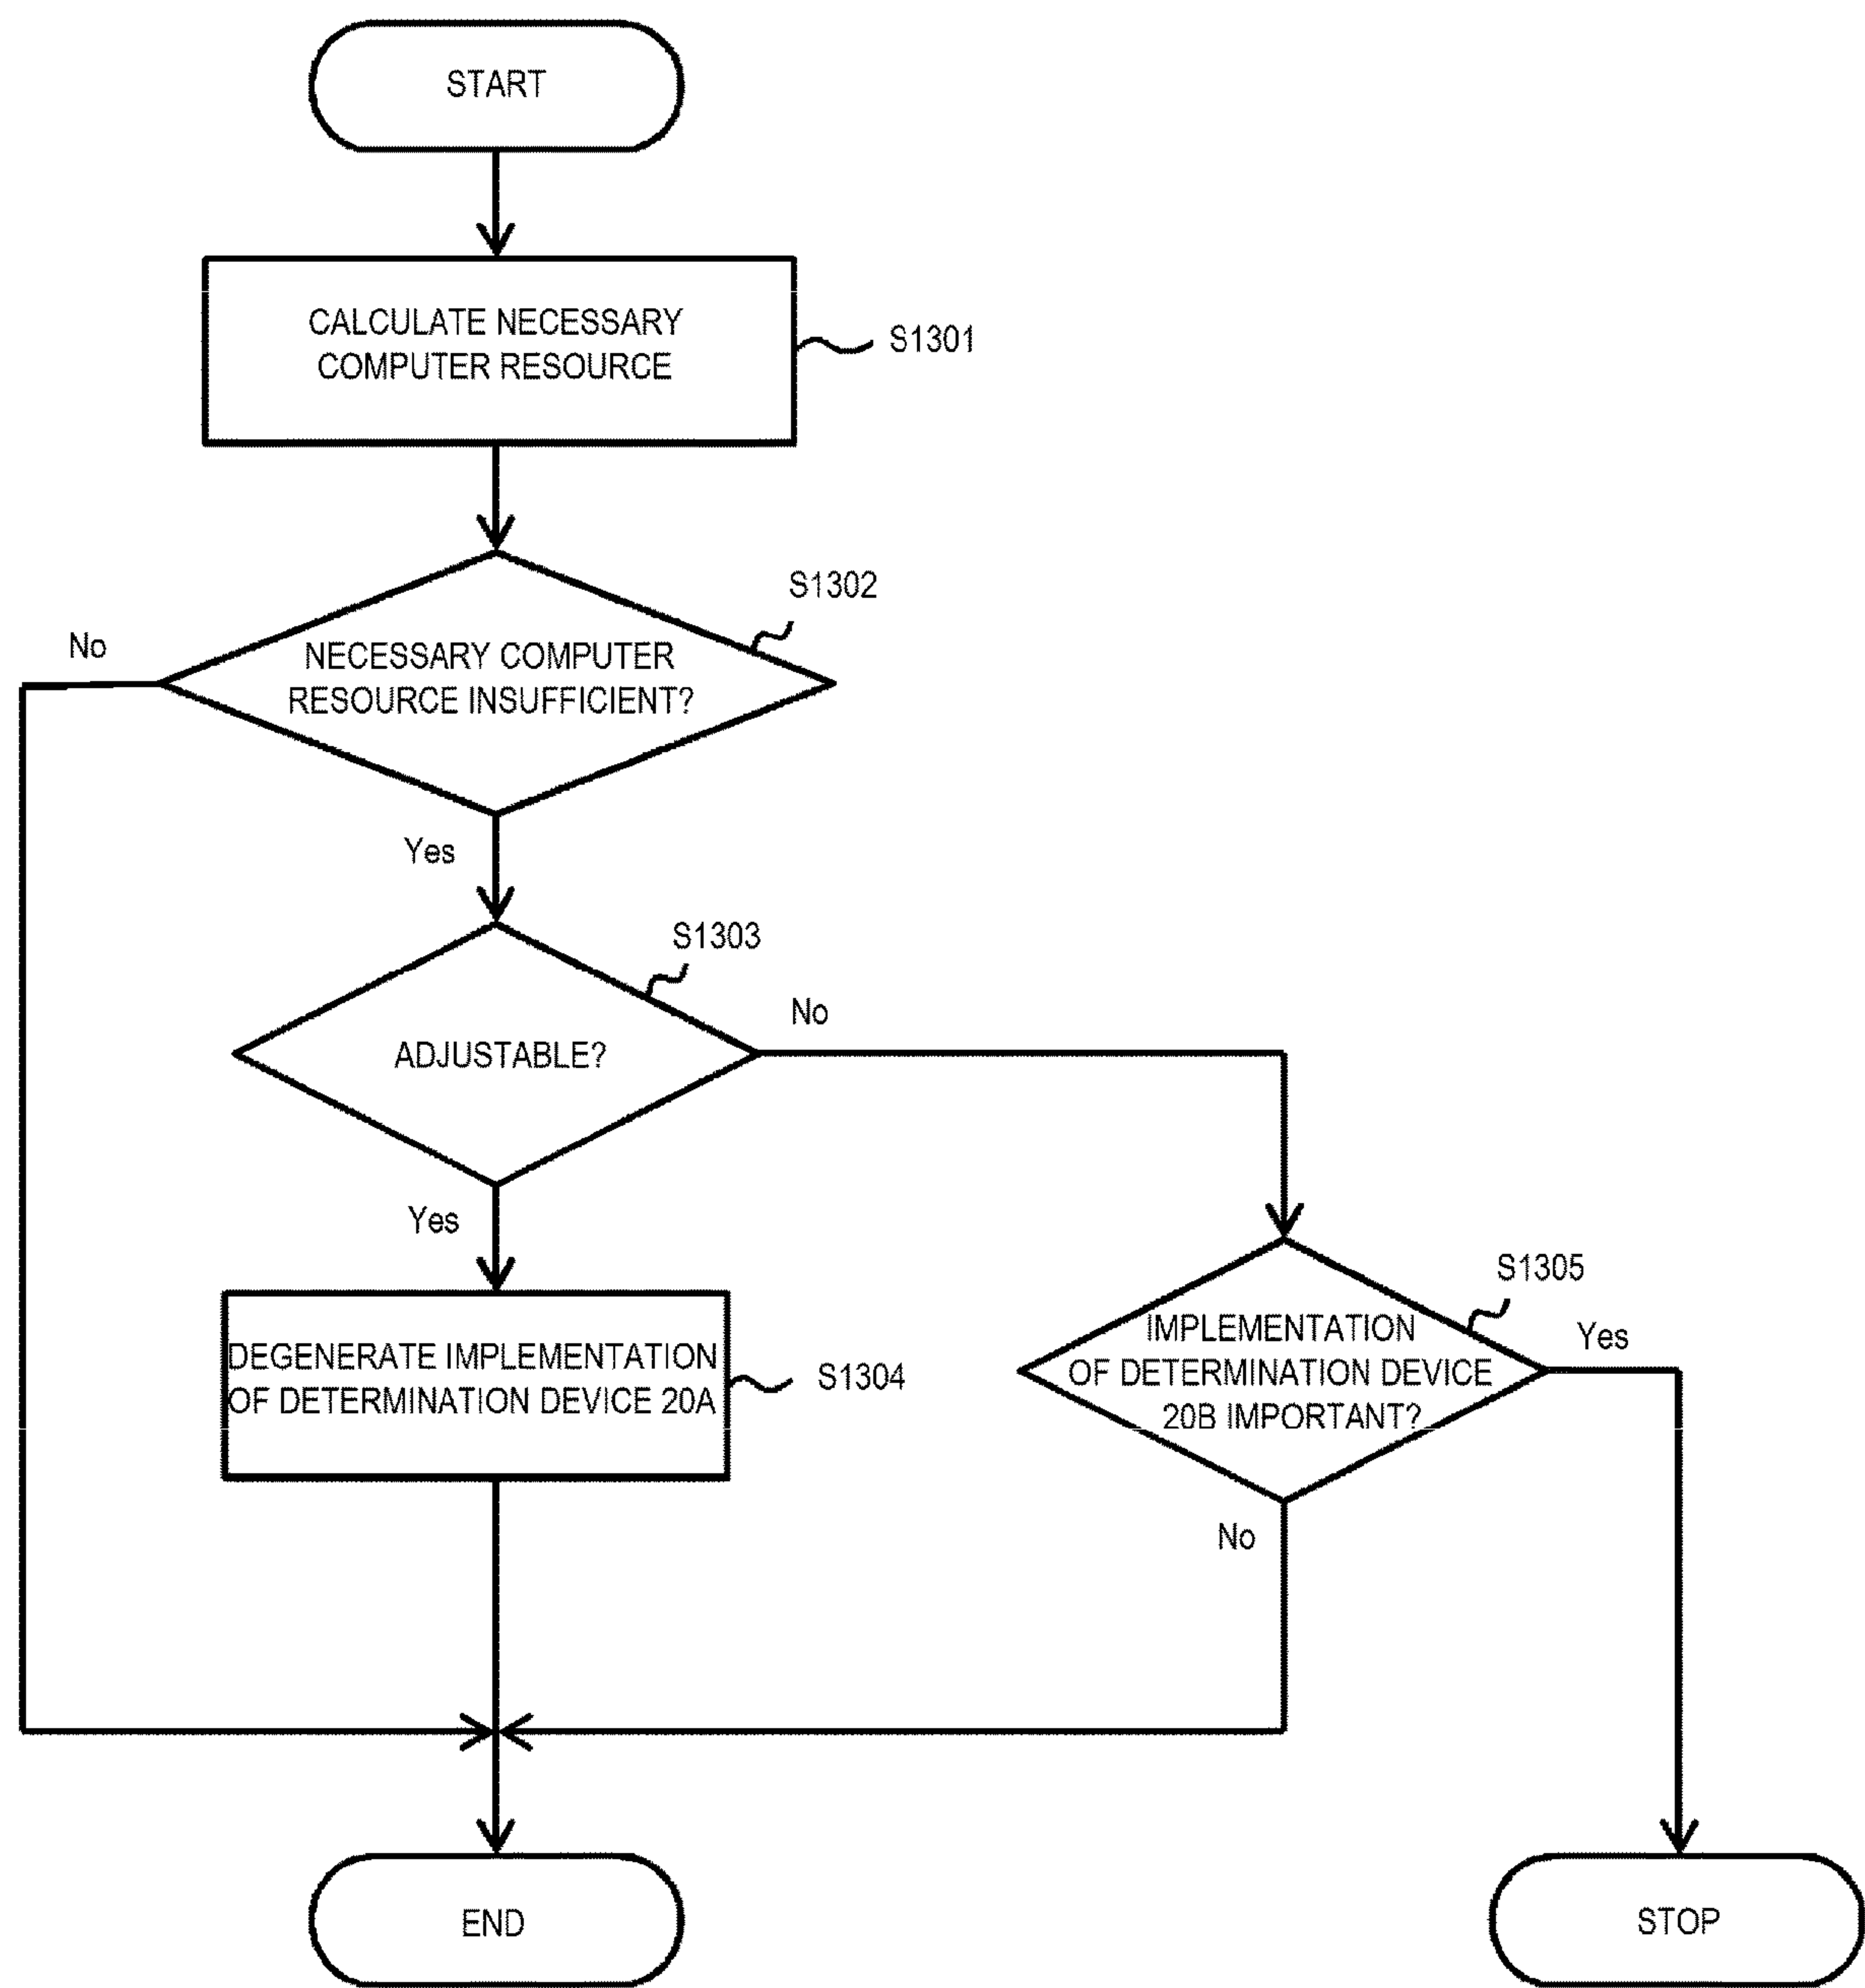 START
CALCULATE NECESSARY
COMPUTER RESOURCE
S1301
S1302
No
NECESSARY COMPUTER
RESOURCE INSUFFICIENT?
Yes
S1303
No
ADJUSTABLE?
Yes
S1305
IMPLEMENTATION
OF DETERMINATION DEVICE
20B IMPORTANT?
Yes
DEGENERATE IMPLEMENTATION
OF DETERMINATION DEVICE 20A
S1304
No
END
STOP